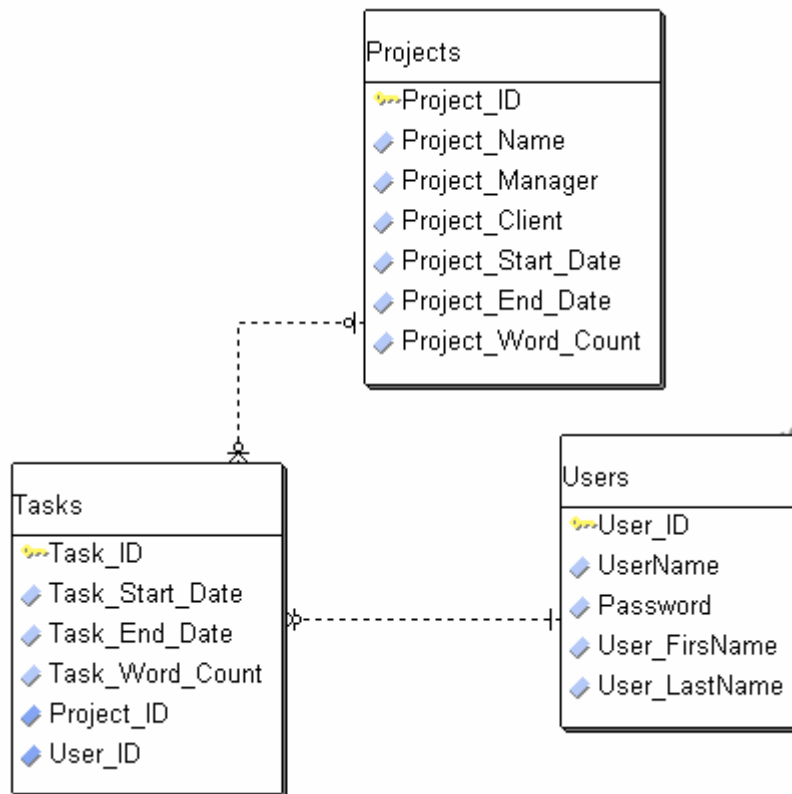 Projects
Project_ID
Project_Name
Project_Manager
Project_Client
Project_Start_Date
Project_End_Date
Project_Word_Count
Tasks
Task_ID
Task_Start_Date
Task_End_Date
Task_Word_Count
Project_ID
User_ID
Users
User_ID
UserName
Password
User_FirsName
User_LastName